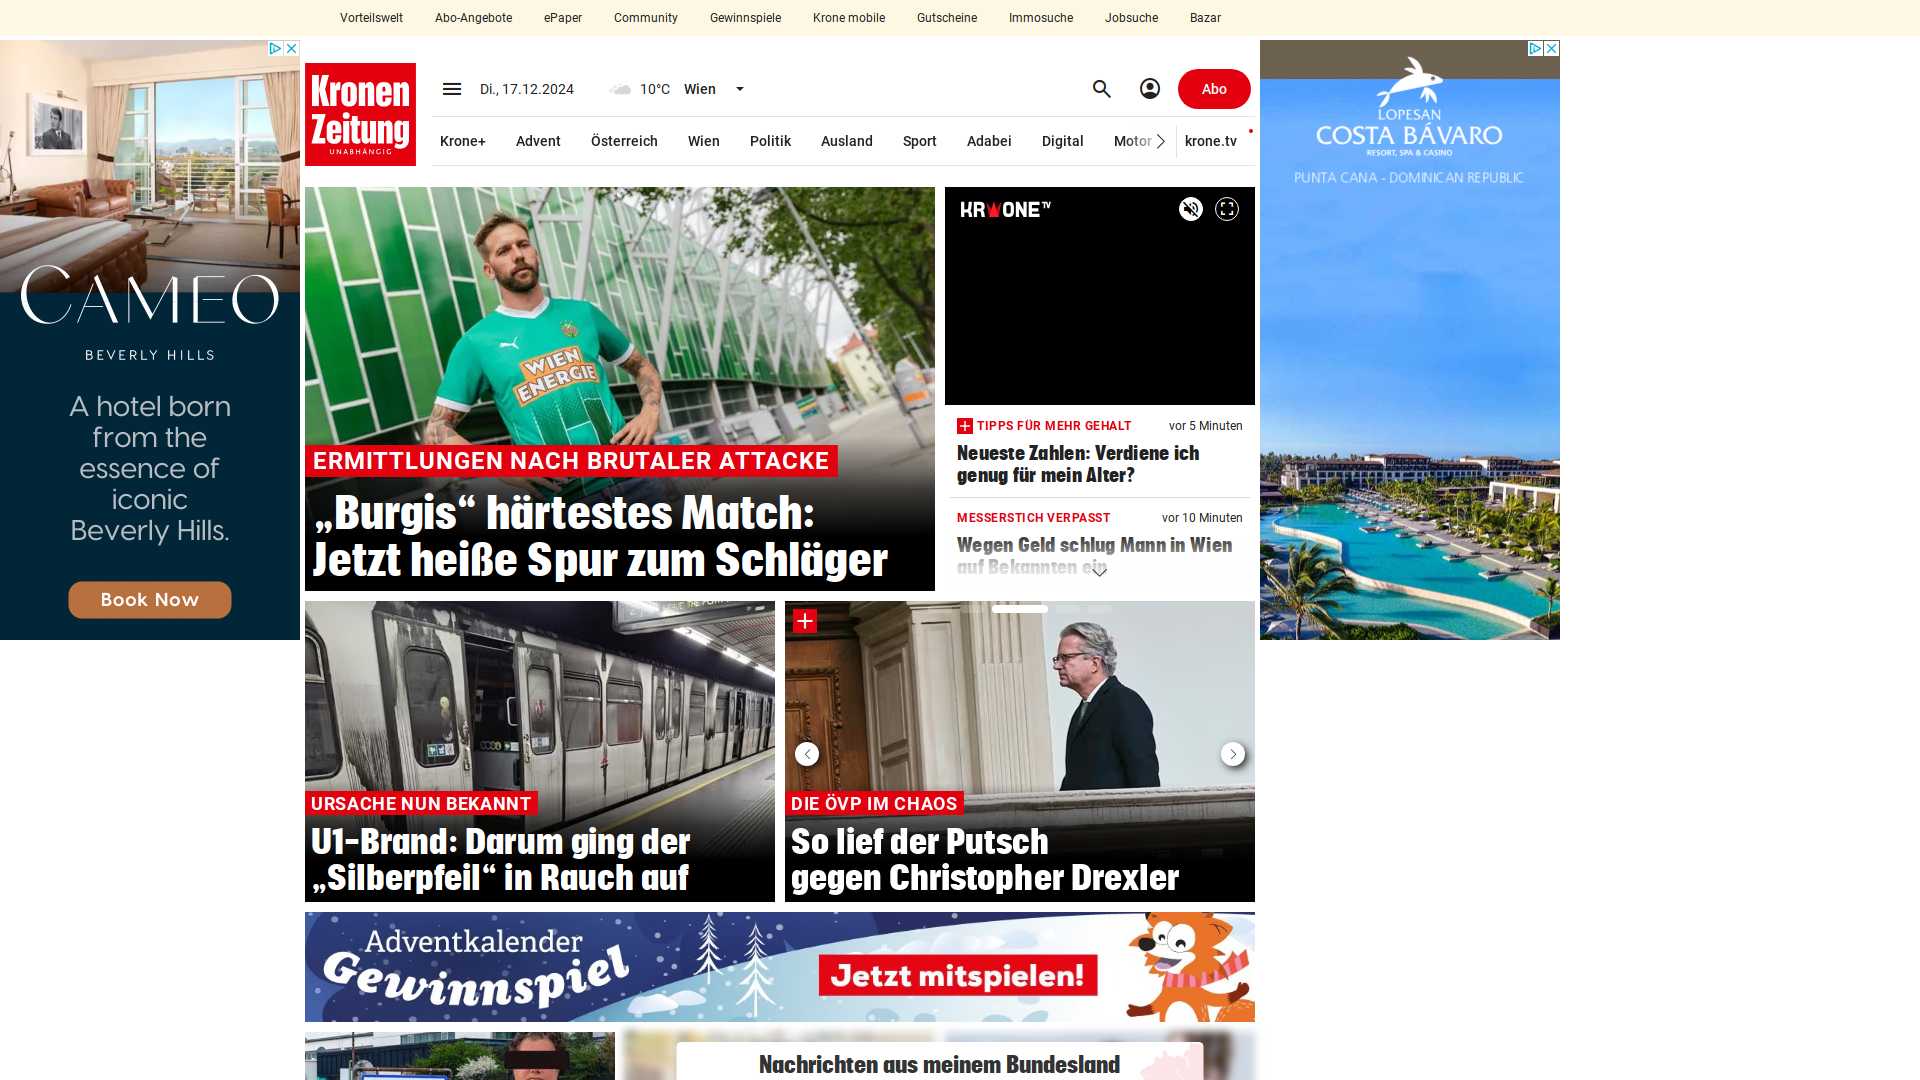 Vorteilswelt
Abo-Angebote
ePaper
Community
Gewinnspiele
Krone mobile
Gutscheine
Immosuche
Jobsuche
Bazar
Kronen
Zeitung
UNABHÄNGIG
Di., 17.12.2024
10°C
Wien
Abo
Krone+
Advent
Österreich
Wien
Politik
Ausland
Sport
Adabei
Digital
Motor
krone.tv
CAMEO
BEVERLY HILLS
A hotel born
from the
essence of
iconic
Beverly Hills.
Book Now
WIEN
ENERGIE
ERMITTLUNGEN NACH BRUTALER ATTACKE
„Burgis“ härtestes Match:
Jetzt heiße Spur zum Schläger
KRONE TV
TIPPS FÜR MEHR GEHALT
vor 5 Minuten
Neueste Zahlen: Verdiene ich
genug für mein Alter?
MESSERSTICH VERPASST
vor 10 Minuten
Wegen Geld schlug Mann in Wien
auf Bekannten ein
LOPESAN
COSTA BÁVARO
RESORT, SPA & CASINO
PUNTA CANA - DOMINICAN REPUBLIC
URSACHE NUN BEKANNT
U1-Brand: Darum ging der
„Silberpfeil“ in Rauch auf
DIE ÖVP IM CHAOS
So lief der Putsch
gegen Christopher Drexler
Adventkalender
Gewinnspiel
Jetzt mitspielen!
Nachrichten aus meinem Bundesland